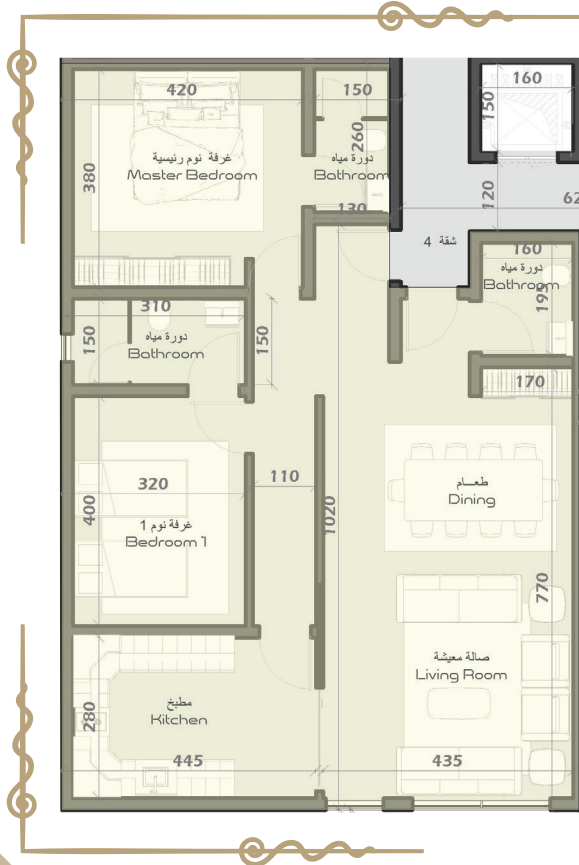 420
150
160
150
260
غرفة نوم رئيسية
Master Bedroom
دورة مياه
Bathroom
380
130
120
62
شقة 4
160
دورة مياه
Bathroom
195
310
150
دورة مياه
Bathroom
150
170
320
400
غرفة نوم 1
Bedroom 1
110
1020
طعـــام
Dining
770
صالة معيشة
Living Room
مطبخ
Kitchen
280
445
435